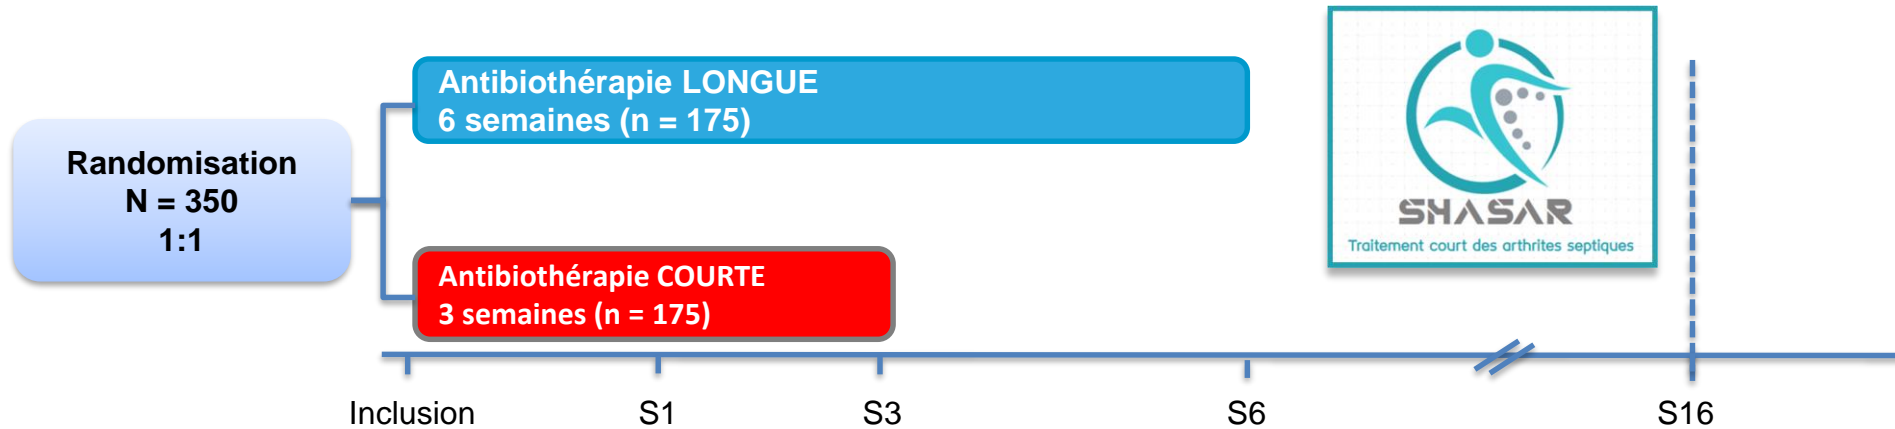 Randomisation
N = 350
1:1
Antibiothérapie LONGUE
6 semaines (n = 175)
Antibiothérapie COURTE
3 semaines (n = 175)
SHASAR
Traitement court des arthrites septiques
Inclusion
S1
S3
S6
S16